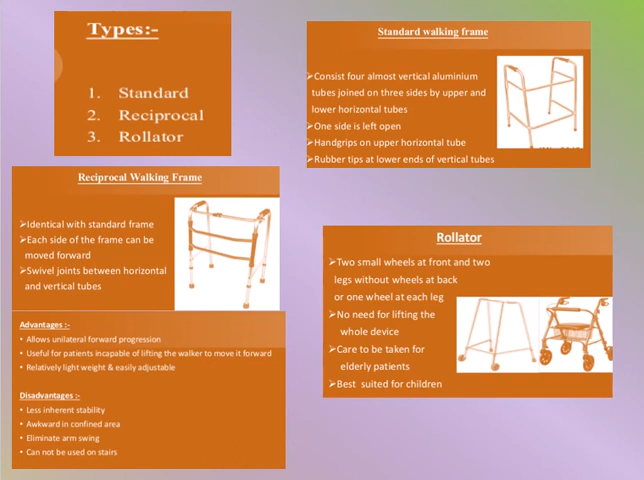 Types:-
1. Standard
2. Reciprocal
3. Rollator
Standard walking frame
➢Consist four almost vertical aluminium
tubes joined on three sides by upper and
lower horizontal tubes
➢One side is left open
➢Handgrips on upper horizontal tube
➢Rubber tips at lower ends of vertical tubes
Reciprocal Walking Frame
➢Identical with standard frame
➢Each side of the frame can be
moved forward
➢Swivel joints between horizontal
and vertical tubes
Advantages :-
• Allows unilateral forward progression
• Useful for patients incapable of lifting the walker to move it forward
• Relatively light weight & easily adjustable
Disadvantages :-
• Less inherent stability
• Awkward in confined area
• Eliminate arm swing
• Can not be used on stairs
Rollator
➢Two small wheels at front and two
legs without wheels at back
or one wheel at each leg
➢No need for lifting the
whole device
➢Care to be taken for
elderly patients
➢Best suited for children